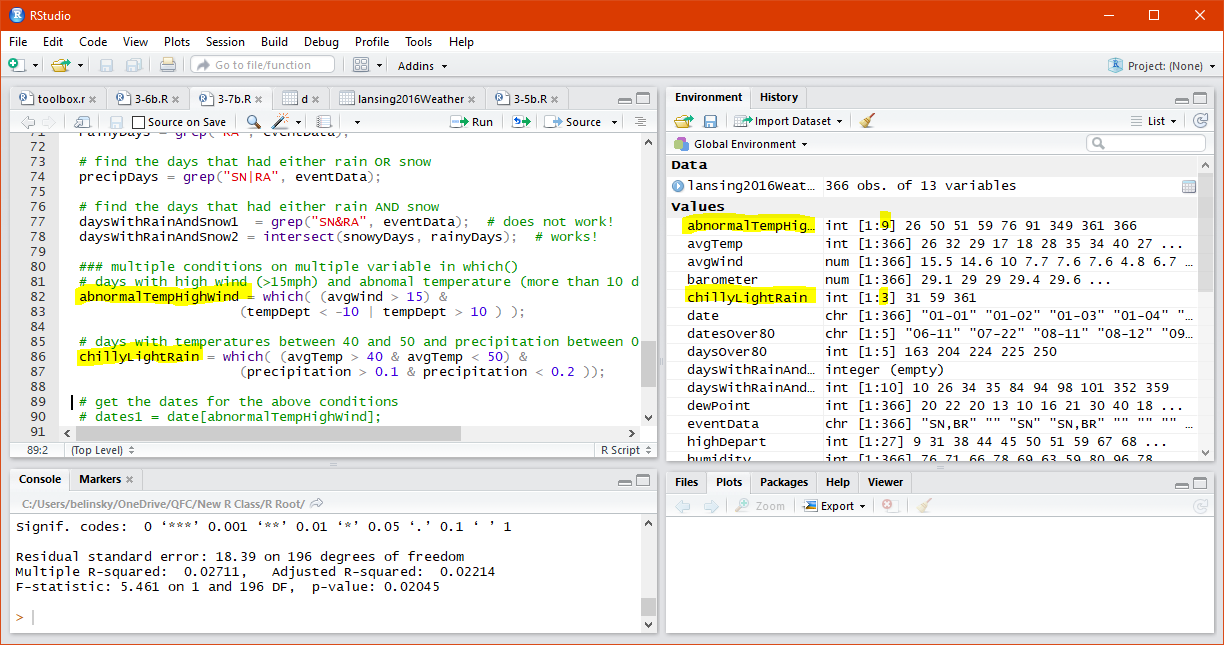 RStudio
File Edit Code View Plots Session Build Debug Profile Tools Help
Go to file/function Addins Project: (None)
toolbox.r 3-6b.R 3-7b.R d lansing2016Weather 3-5b.R
Source on Save Run Source
71 rainyDays = grep("RA", eventData);
72
73 # find the days that had either rain OR snow
74 precipDays = grep("SN|RA", eventData);
75
76 # find the days that had either rain AND snow
77 daysWithRainAndSnow1 = grep("SN&RA", eventData); # does not work!
78 daysWithRainAndSnow2 = intersect(snowyDays, rainyDays); # works!
79
80 ### multiple conditions on multiple variable in which()
81 # days with high wind (>15mph) and abnomal temperature (more than 10 d
82 abnormalTempHighWind = which( (avgWind > 15) &
83 (tempDept < -10 | tempDept > 10 ) );
84
85 # days with temperatures between 40 and 50 and precipitation between 0
86 chillyLightRain = which( (avgTemp > 40 & avgTemp < 50) &
87 (precipitation > 0.1 & precipitation < 0.2 ));
88
89 # get the dates for the above conditions
90 # dates1 = date[abnormalTempHighWind];
91
89:2 (Top Level) R Script
Console Markers
C:/Users/belinsky/OneDrive/QFC/New R Class/R Root/
Signif. codes: 0 ‘***’ 0.001 ‘**’ 0.01 ‘*’ 0.05 ‘.’ 0.1 ‘ ’ 1
Residual standard error: 18.39 on 196 degrees of freedom
Multiple R-squared: 0.02711, Adjusted R-squared: 0.02214
F-statistic: 5.461 on 1 and 196 DF, p-value: 0.02045
>
Environment History
Import Dataset List
Global Environment
Data
lansing2016Weat… 366 obs. of 13 variables
Values
abnormalTempHig… int [1:9] 26 50 51 59 76 91 349 361 366
avgTemp int [1:366] 26 32 29 17 18 28 35 34 40 27 ...
avgWind num [1:366] 15.5 14.6 10 7.7 7.6 7.6 4.8 6.7 …
barometer num [1:366] 29.1 29 29 29.4 29.6 ...
chillyLightRain int [1:3] 31 59 361
date chr [1:366] "01-01" "01-02" "01-03" "01-04" "…
datesOver80 chr [1:5] "06-11" "07-22" "08-11" "08-12" "09…
daysOver80 int [1:5] 163 204 224 225 250
daysWithRainAnd… integer (empty)
daysWithRainAnd… int [1:10] 10 26 34 35 84 94 98 101 352 359
dewPoint int [1:366] 20 22 20 13 10 16 21 30 40 18 ...
eventData chr [1:366] "SN,BR" "" "SN" "SN,BR" "" "" "" …
highDepart int [1:27] 9 31 38 44 45 50 51 59 67 68 ...
humidity int [1:366] 76 71 66 78 69 63 59 80 96 78
Files Plots Packages Help Viewer
Zoom Export